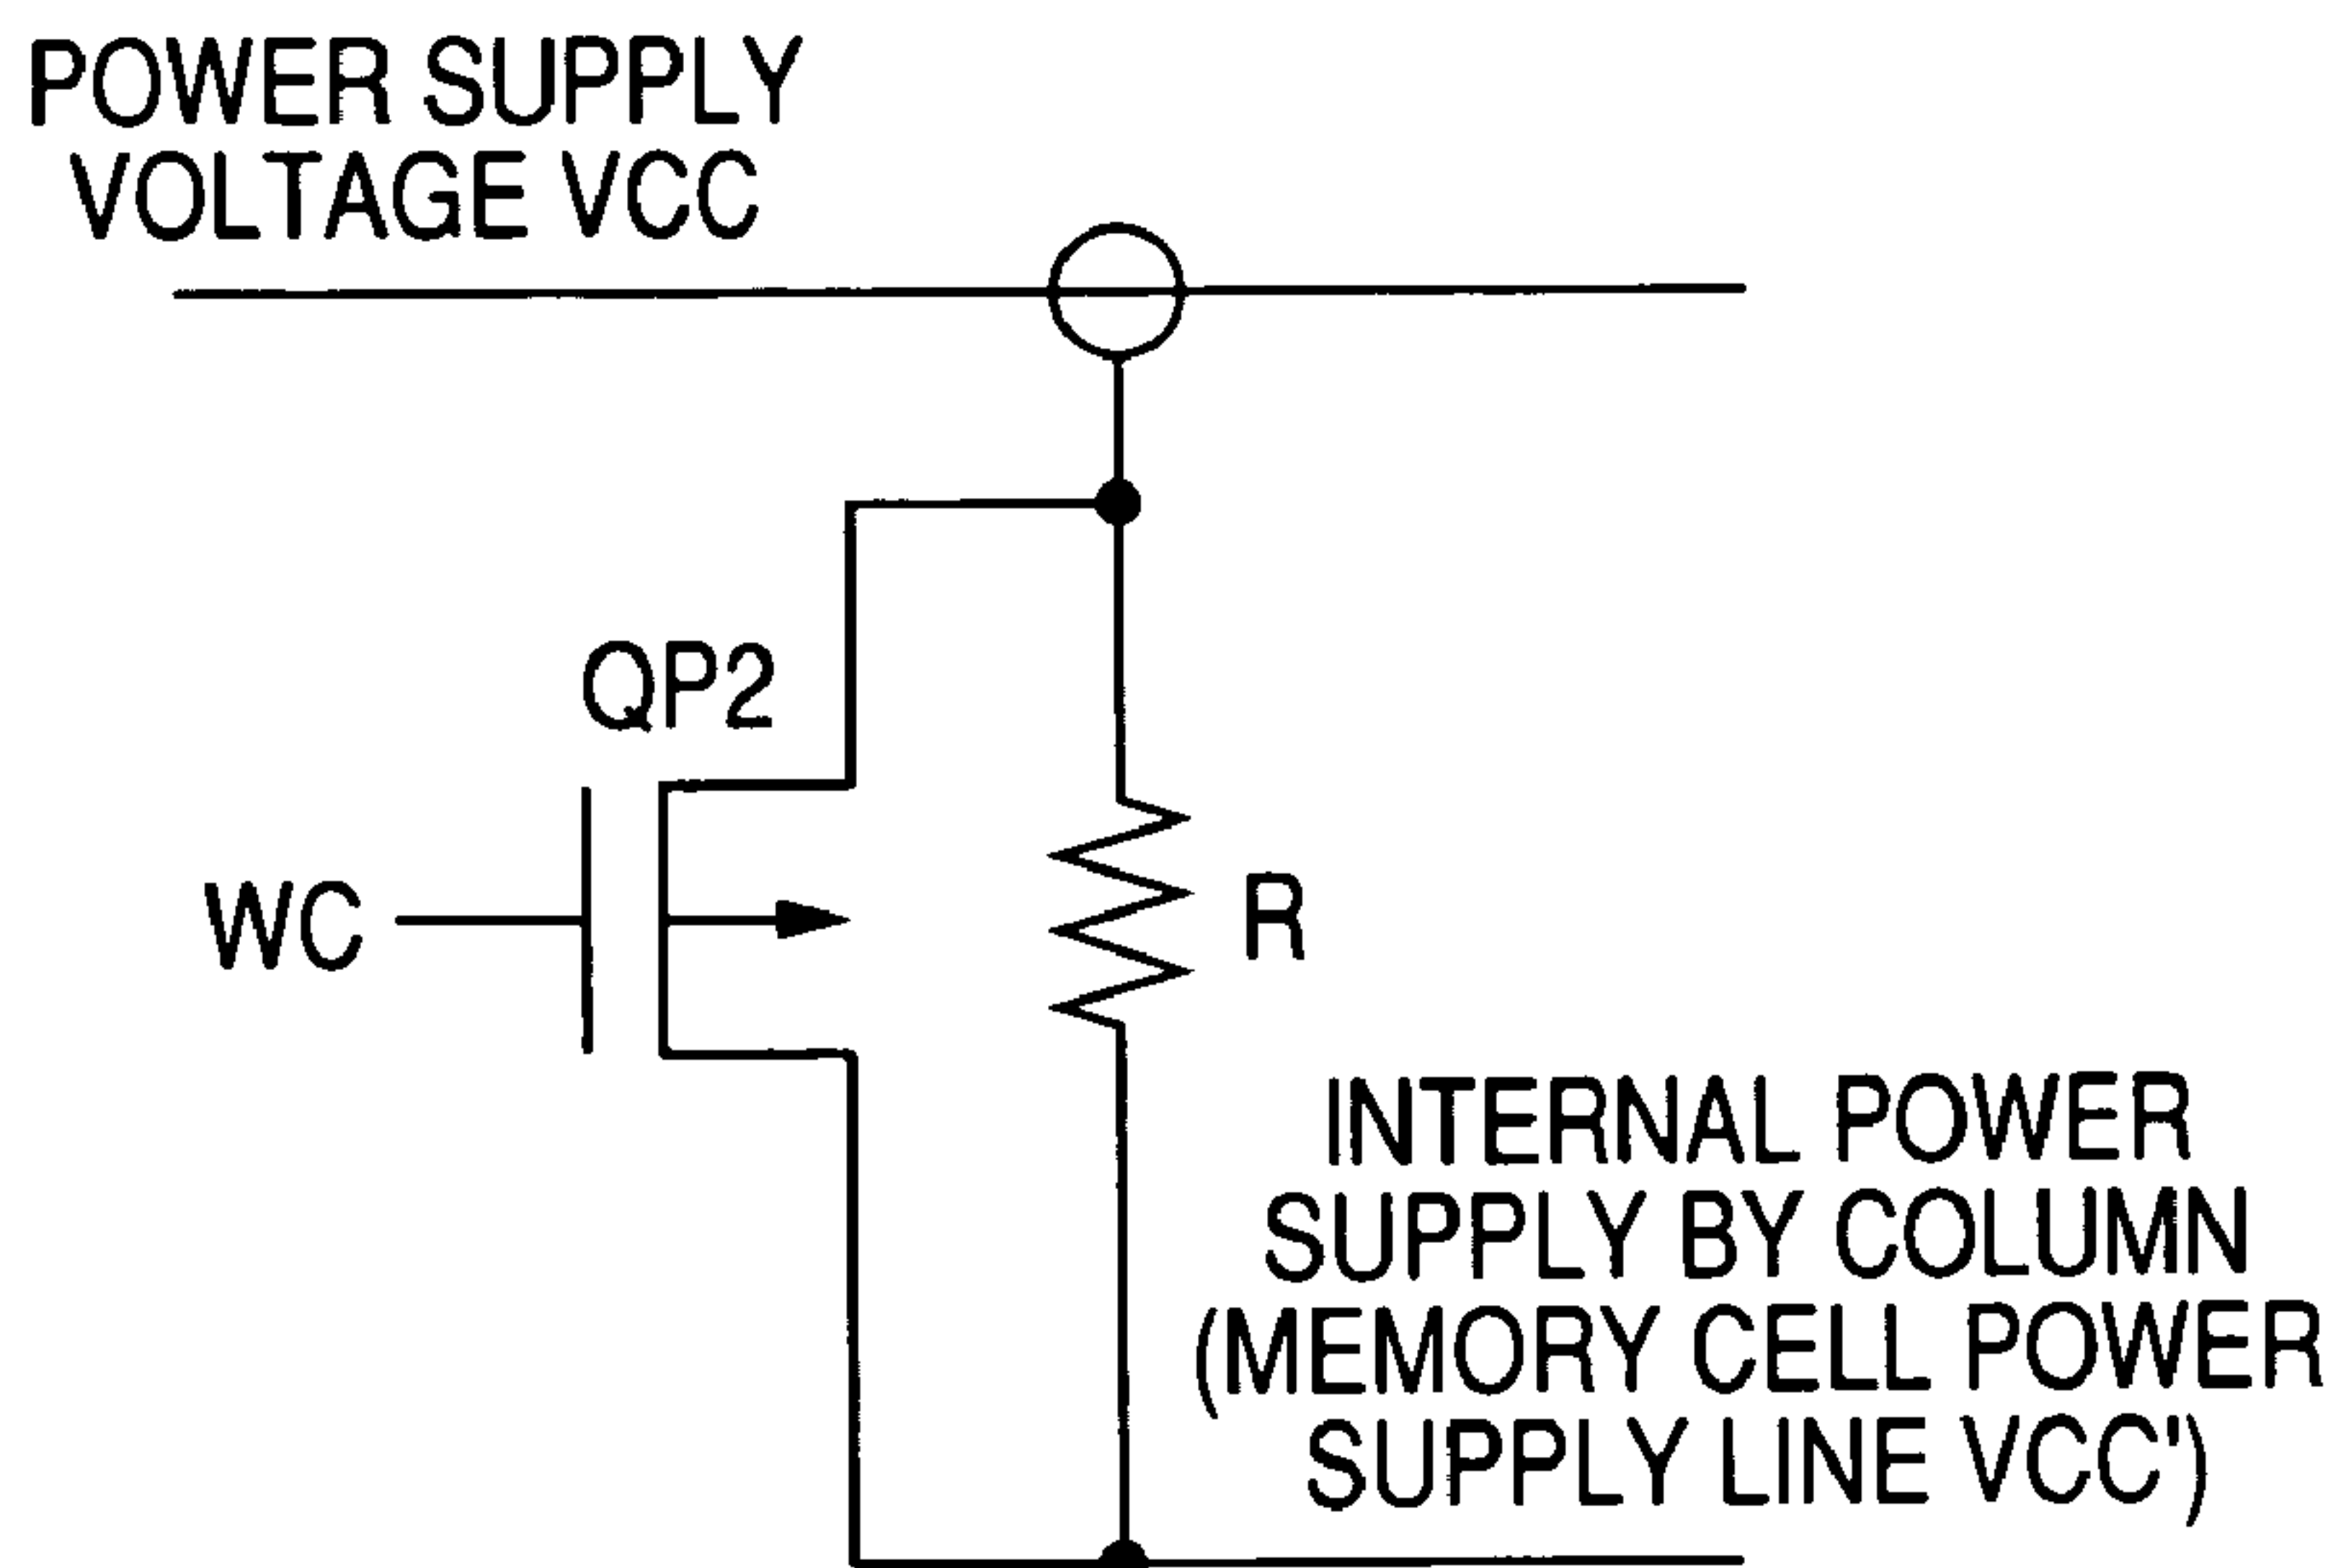 POWER SUPPLY
VOLTAGE VCC
QP2
WC
R
INTERNAL POWER
SUPPLY BY COLUMN
(MEMORY CELL POWER
SUPPLY LINE VCC')